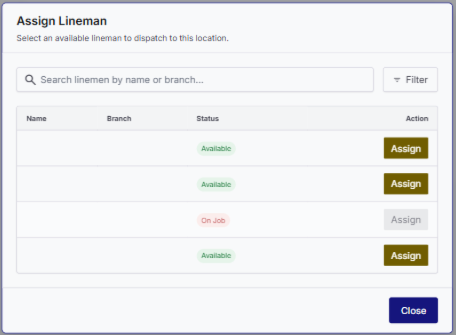 Assign Lineman
Select an available lineman to dispatch to this location.
Search linemen by name or branch...
Filter
Name Branch Status Action
Available Assign
Available Assign
On Job Assign
Available Assign
Close